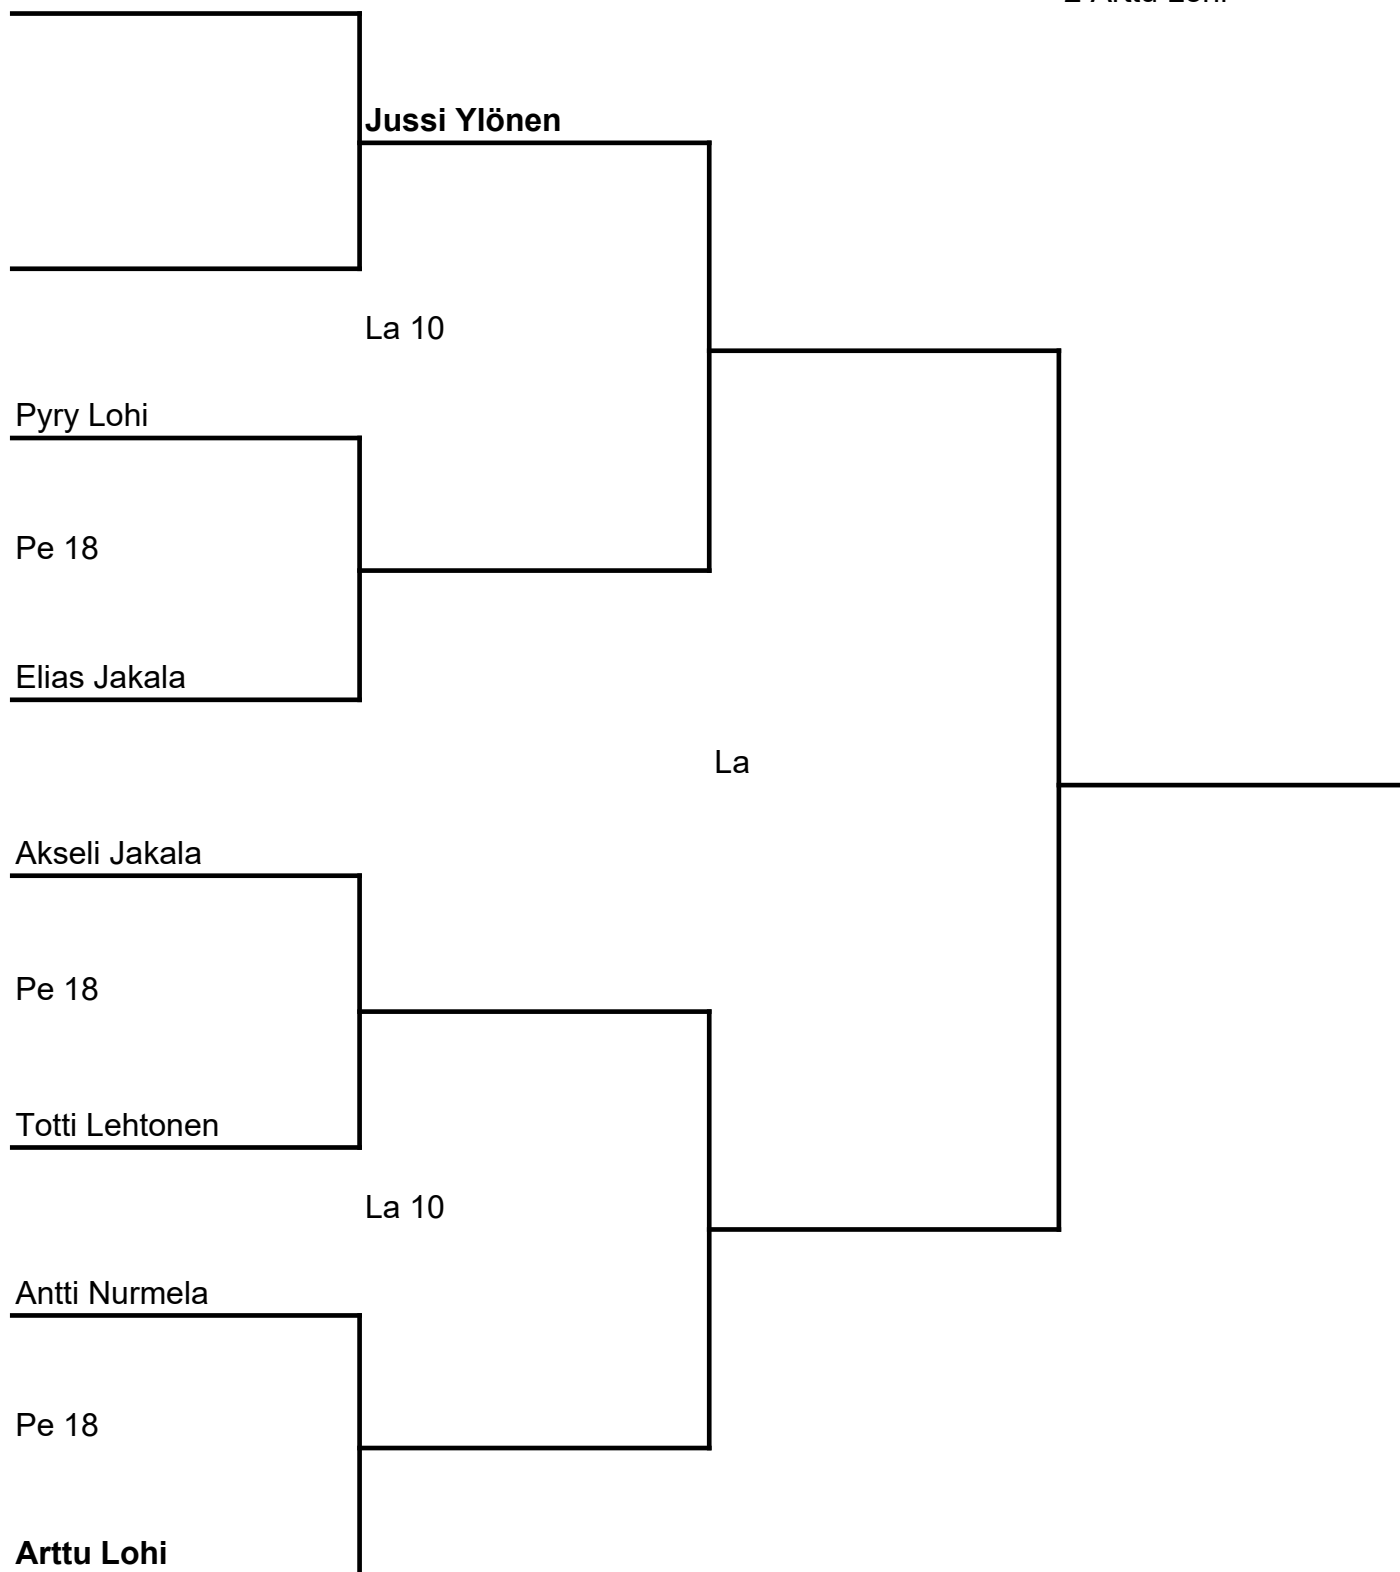 Jussi Ylönen
La 10
Pyry Lohi
Pe 18
Elias Jakala
La
Akseli Jakala
Pe 18
Totti Lehtonen
La 10
Antti Nurmela
Pe 18
Arttu Lohi